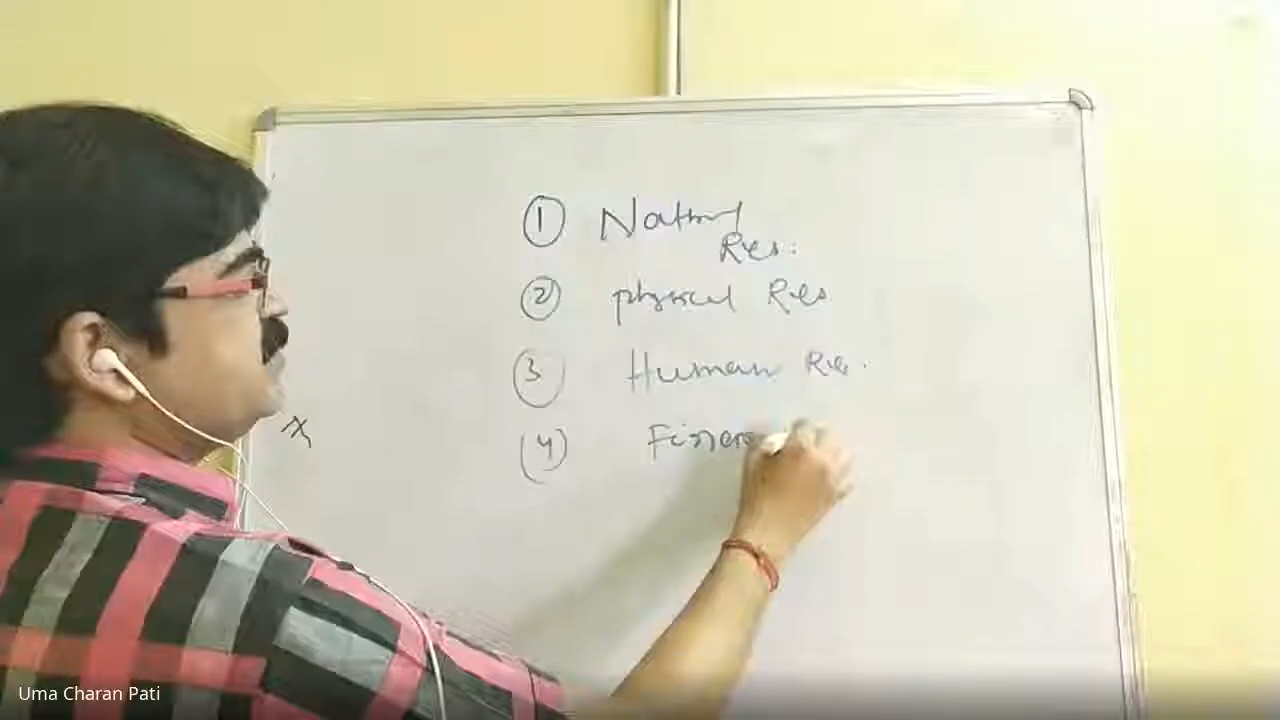 ① Natural
Res.
② physical Res
③ Human Res.
(4) Finan
Uma Charan Pati